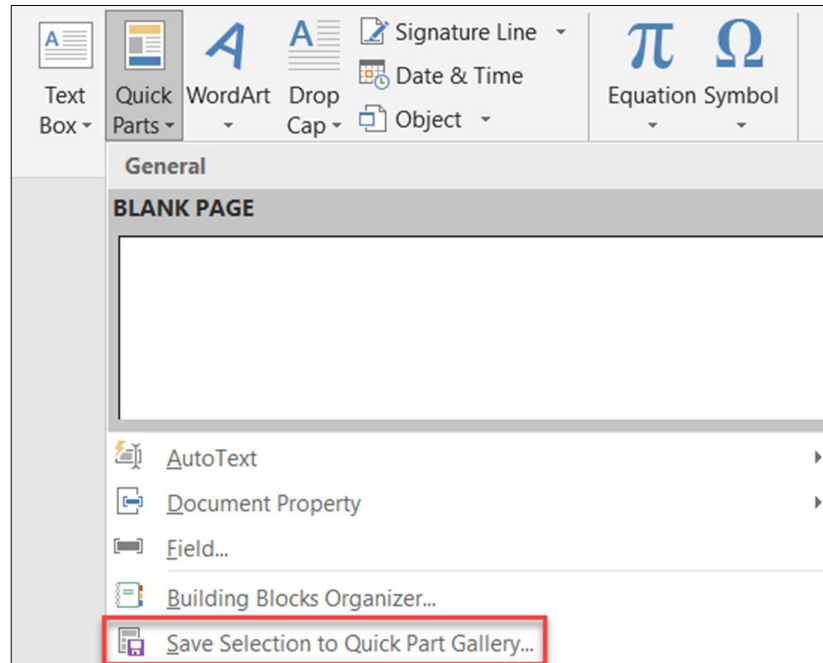 Text Box
Quick Parts
WordArt
Drop Cap
Signature Line
Date & Time
Object
Equation
Symbol
General
BLANK PAGE
AutoText
Document Property
Field...
Building Blocks Organizer...
Save Selection to Quick Part Gallery...